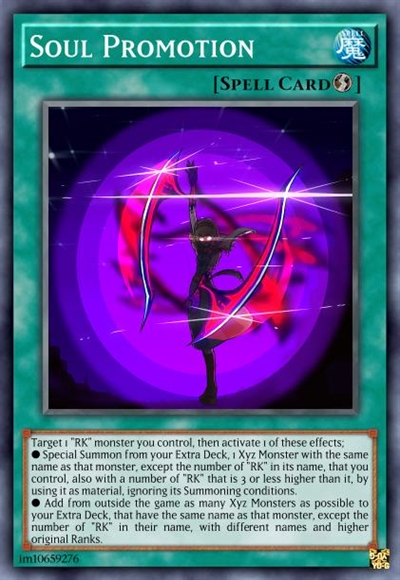 SOUL PROMOTION
SPELL
魔
[SPELL CARD]
Target 1 "RK" monster you control, then activate 1 of these effects;
● Special Summon from your Extra Deck, 1 Xyz Monster with the same
name as that monster, except the number of "RK" in its name, that you
control, also with a number of "RK" that is 3 or less higher than it, by
using it as material, ignoring its Summoning conditions.
● Add from outside the game as many Xyz Monsters as possible to
your Extra Deck, that have the same name as that monster, except the
number of "RK" in their name, with different names and higher
original Ranks.
im10659276